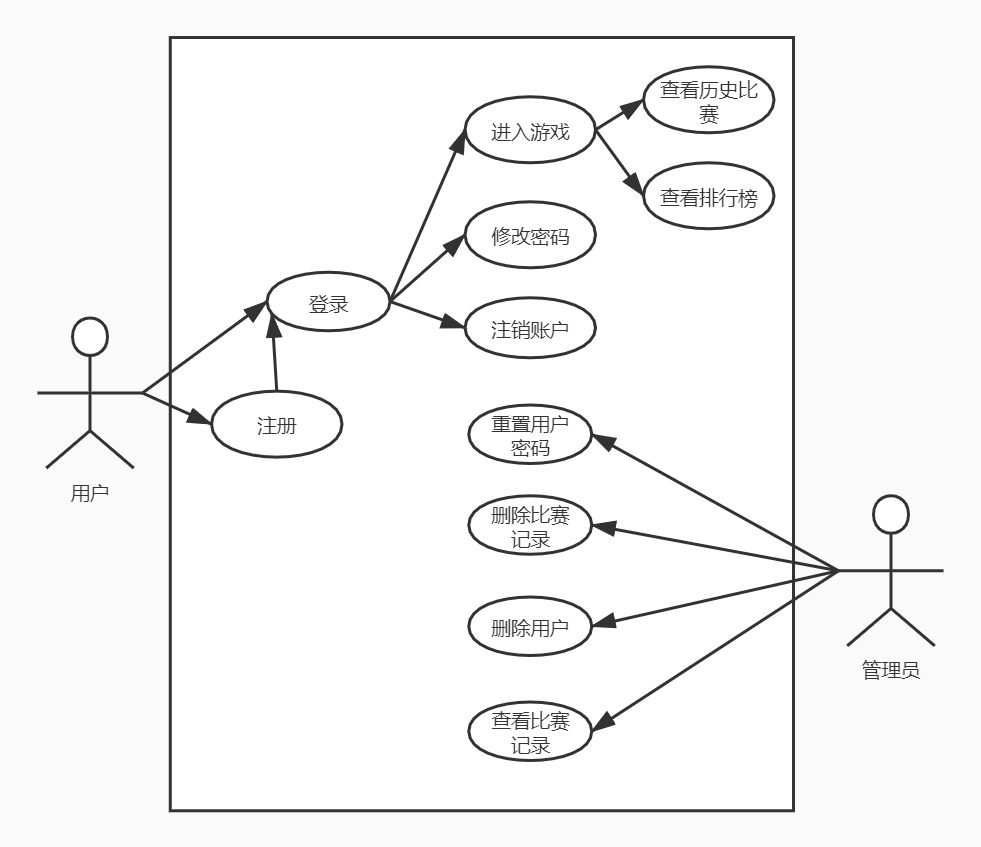 查看历史比
赛
进入游戏
查看排行榜
修改密码
登录
注销账户
注册
重置用户
密码
用户
删除比赛
记录
删除用户
管理员
查看比赛
记录